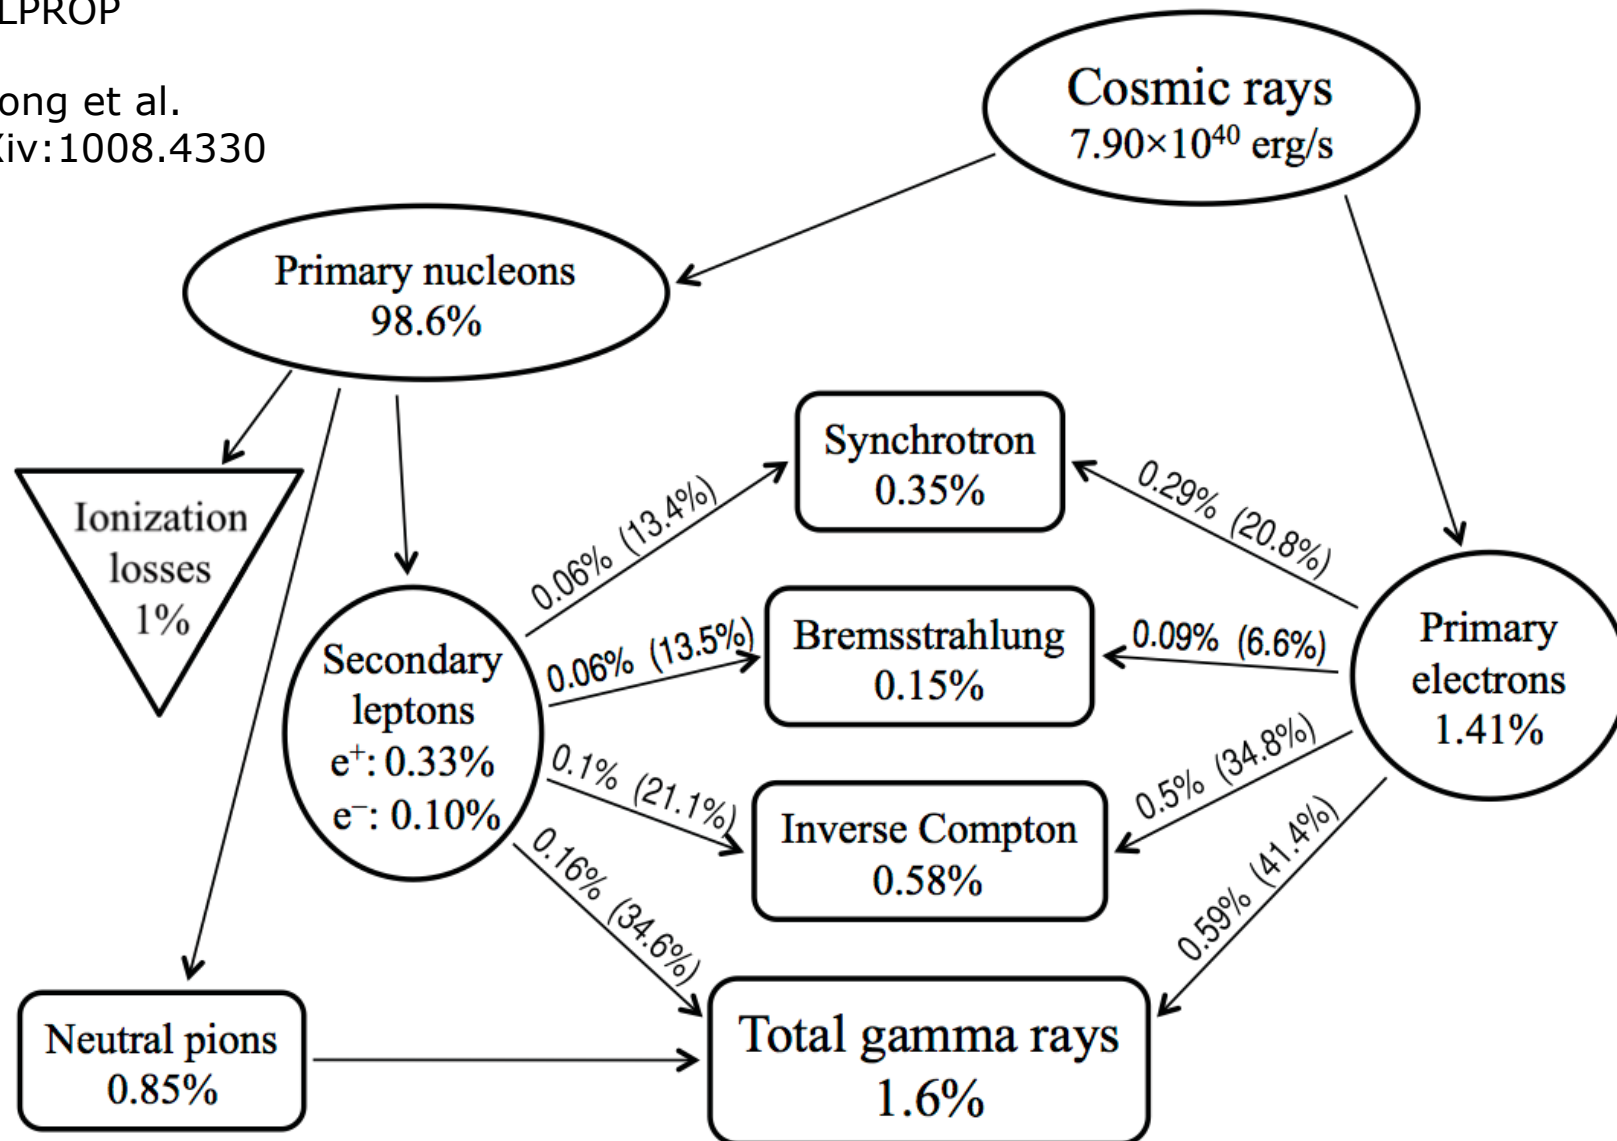 LPROP
ong et al.
Xiv:1008.4330
Cosmic rays
7.90×10⁴⁰ erg/s
Primary nucleons
98.6%
Synchrotron
0.35%
0.06% (13.4%)
0.29% (20.8%)
Ionization
losses
1%
Secondary
leptons
e⁺: 0.33%
e⁻: 0.10%
0.06% (13.5%)
Bremsstrahlung
0.15%
0.09% (6.6%)
Primary
electrons
1.41%
0.1% (21.1%)
Inverse Compton
0.58%
0.5% (34.8%)
0.16% (34.6%)
0.59% (41.4%)
Neutral pions
0.85%
Total gamma rays
1.6%